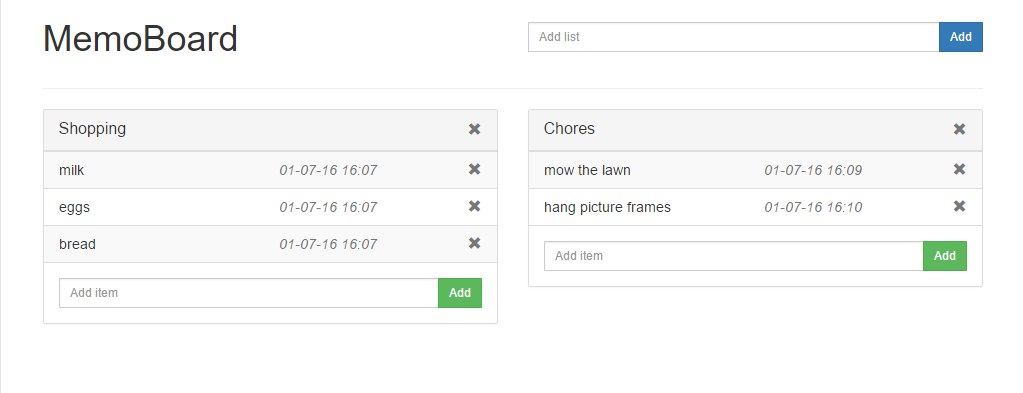 MemoBoard
Add list Add
Shopping
milk 01-07-16 16:07
eggs 01-07-16 16:07
bread 01-07-16 16:07
Add item Add
Chores
mow the lawn 01-07-16 16:09
hang picture frames 01-07-16 16:10
Add item Add